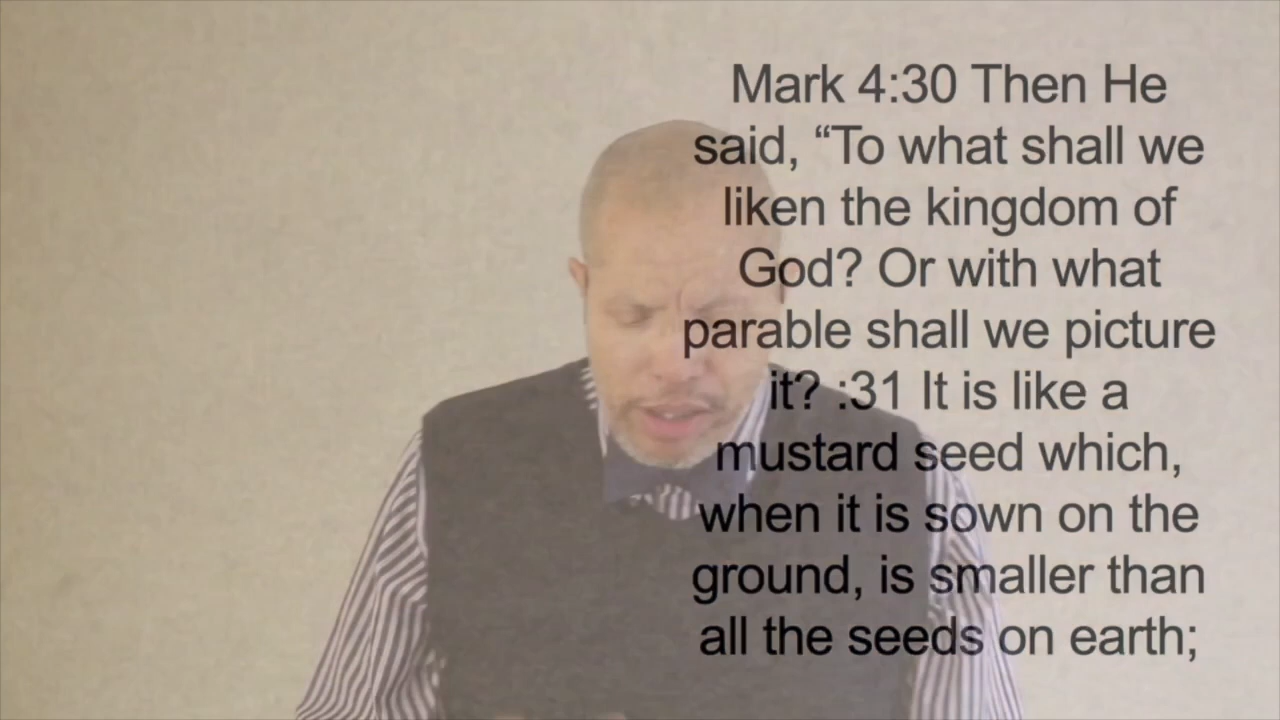 Mark 4:30 Then He
said, “To what shall we
liken the kingdom of
God? Or with what
parable shall we picture
it? :31 It is like a
mustard seed which,
when it is sown on the
ground, is smaller than
all the seeds on earth;